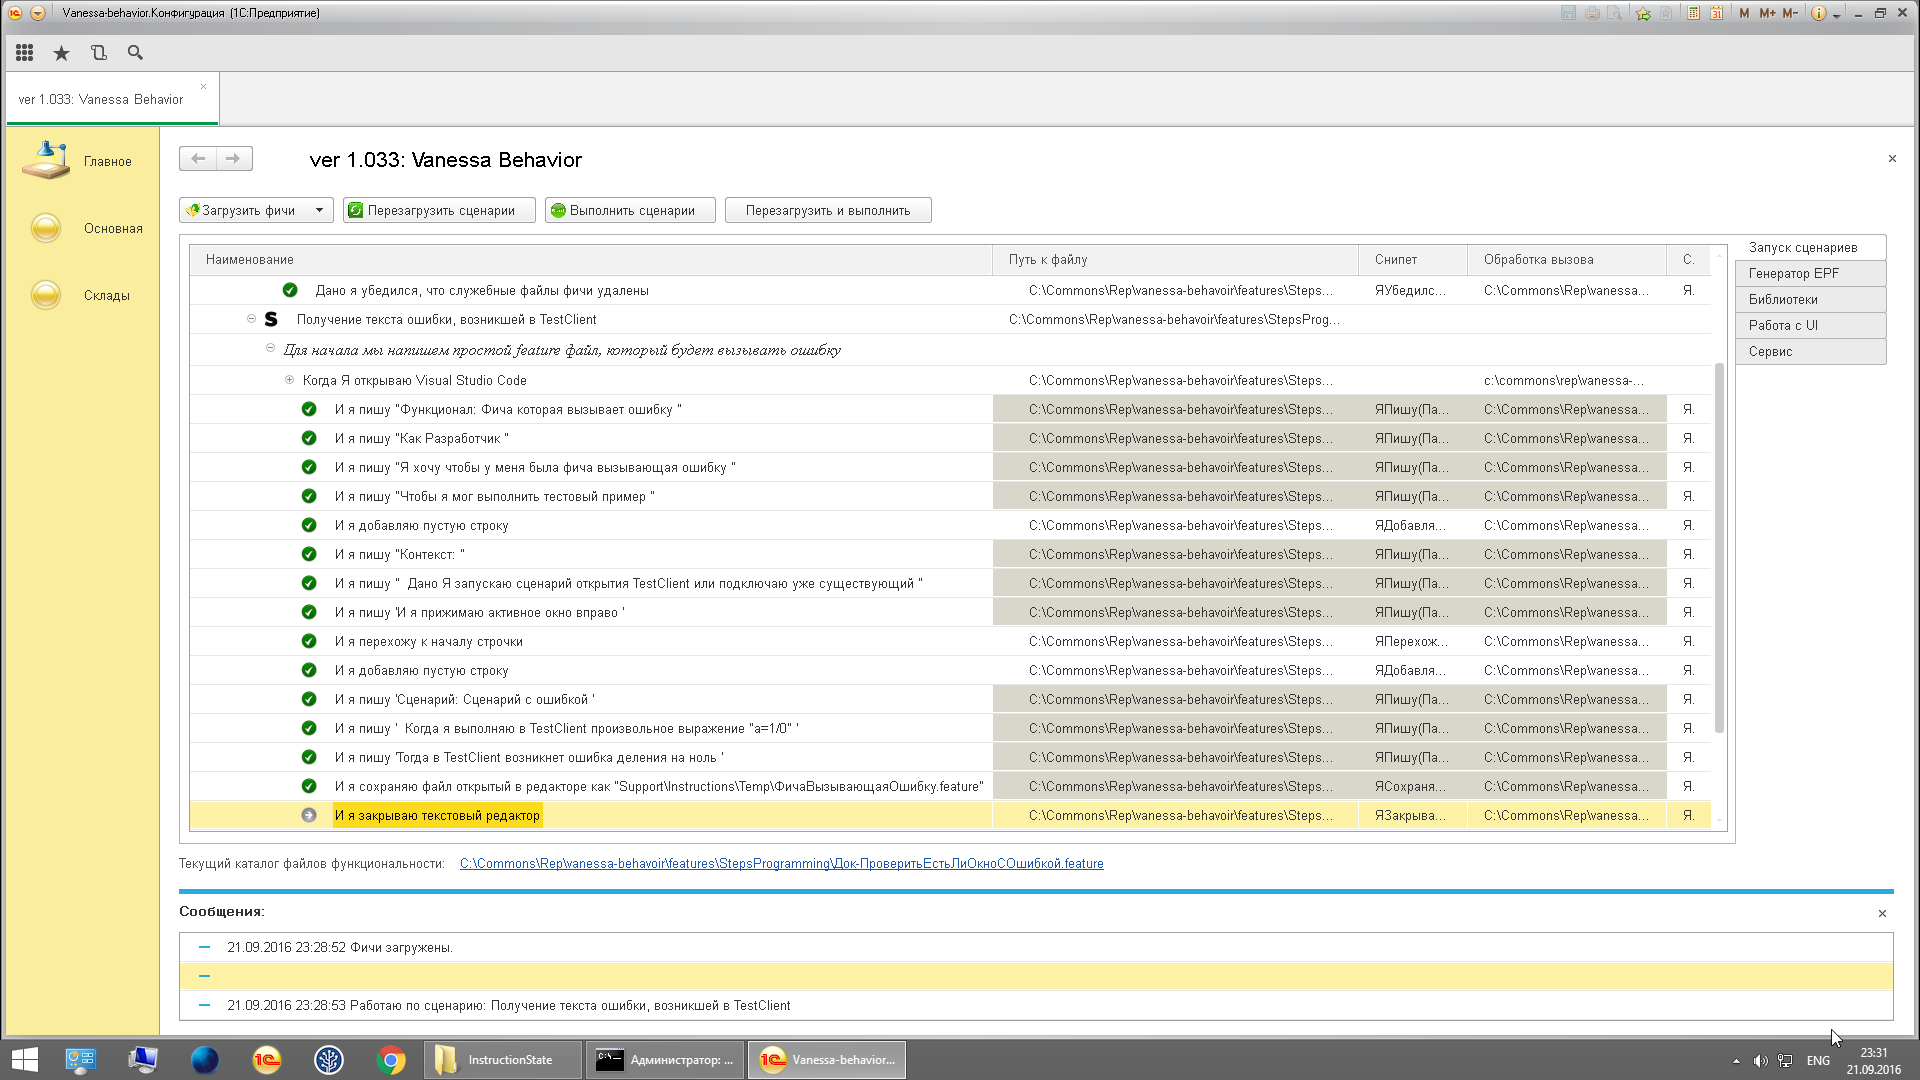 Vanessa-behavior.Конфигурация (1С:Предприятие)
M M+ M-
ver 1.033: Vanessa Behavior
Главное
Основная
Склады
ver 1.033: Vanessa Behavior
Загрузить фичи Перезагрузить сценарии Выполнить сценарии Перезагрузить и выполнить
Запуск сценариев
Генератор EPF
Библиотеки
Работа с UI
Сервис
Наименование Путь к файлу Снипет Обработка вызова С.
Дано я убедился, что служебные файлы фичи удалены C:\Commons\Rep\vanessa-behavoir\features\Steps... ЯУбедилс... C:\Commons\Rep\vanessa... Я.
S Получение текста ошибки, возникшей в TestClient C:\Commons\Rep\vanessa-behavoir\features\StepsProg...
Для начала мы напишем простой feature файл, который будет вызывать ошибку
Когда Я открываю Visual Studio Code C:\Commons\Rep\vanessa-behavoir\features\Steps... c:\commons\rep\vanessa-...
И я пишу "Функционал: Фича которая вызывает ошибку " C:\Commons\Rep\vanessa-behavoir\features\Steps... ЯПишу(Па... C:\Commons\Rep\vanessa... Я.
И я пишу "Как Разработчик " C:\Commons\Rep\vanessa-behavoir\features\Steps... ЯПишу(Па... C:\Commons\Rep\vanessa... Я.
И я пишу "Я хочу чтобы у меня была фича вызывающая ошибку " C:\Commons\Rep\vanessa-behavoir\features\Steps... ЯПишу(Па... C:\Commons\Rep\vanessa... Я.
И я пишу "Чтобы я мог выполнить тестовый пример " C:\Commons\Rep\vanessa-behavoir\features\Steps... ЯПишу(Па... C:\Commons\Rep\vanessa... Я.
И я добавляю пустую строку C:\Commons\Rep\vanessa-behavoir\features\Steps... ЯДобавля... C:\Commons\Rep\vanessa... Я.
И я пишу "Контекст: " C:\Commons\Rep\vanessa-behavoir\features\Steps... ЯПишу(Па... C:\Commons\Rep\vanessa... Я.
И я пишу "  Дано Я запускаю сценарий открытия TestClient или подключаю уже существующий " C:\Commons\Rep\vanessa-behavoir\features\Steps... ЯПишу(Па... C:\Commons\Rep\vanessa... Я.
И я пишу 'И я прижимаю активное окно вправо ' C:\Commons\Rep\vanessa-behavoir\features\Steps... ЯПишу(Па... C:\Commons\Rep\vanessa... Я.
И я перехожу к началу строчки C:\Commons\Rep\vanessa-behavoir\features\Steps... ЯПерехож... C:\Commons\Rep\vanessa... Я.
И я добавляю пустую строку C:\Commons\Rep\vanessa-behavoir\features\Steps... ЯДобавля... C:\Commons\Rep\vanessa... Я.
И я пишу 'Сценарий: Сценарий с ошибкой ' C:\Commons\Rep\vanessa-behavoir\features\Steps... ЯПишу(Па... C:\Commons\Rep\vanessa... Я.
И я пишу '  Когда я выполняю в TestClient произвольное выражение "а=1/0" ' C:\Commons\Rep\vanessa-behavoir\features\Steps... ЯПишу(Па... C:\Commons\Rep\vanessa... Я.
И я пишу 'Тогда в TestClient возникнет ошибка деления на ноль ' C:\Commons\Rep\vanessa-behavoir\features\Steps... ЯПишу(Па... C:\Commons\Rep\vanessa... Я.
И я сохраняю файл открытый в редакторе как "Support\Instructions\Temp\ФичаВызывающаяОшибку.feature" C:\Commons\Rep\vanessa-behavoir\features\Steps... ЯСохраня... C:\Commons\Rep\vanessa... Я.
И я закрываю текстовый редактор C:\Commons\Rep\vanessa-behavoir\features\Steps... ЯЗакрыва... C:\Commons\Rep\vanessa... Я.
Текущий каталог файлов функциональности: C:\Commons\Rep\vanessa-behavoir\features\StepsProgramming\Док-ПроверитьЕстьЛиОкноСОшибкой.feature
Сообщения:
21.09.2016 23:28:52 Фичи загружены.
21.09.2016 23:28:53 Работаю по сценарию: Получение текста ошибки, возникшей в TestClient
InstructionState Администратор: ... Vanessa-behavior... ENG 23:31
21.09.2016